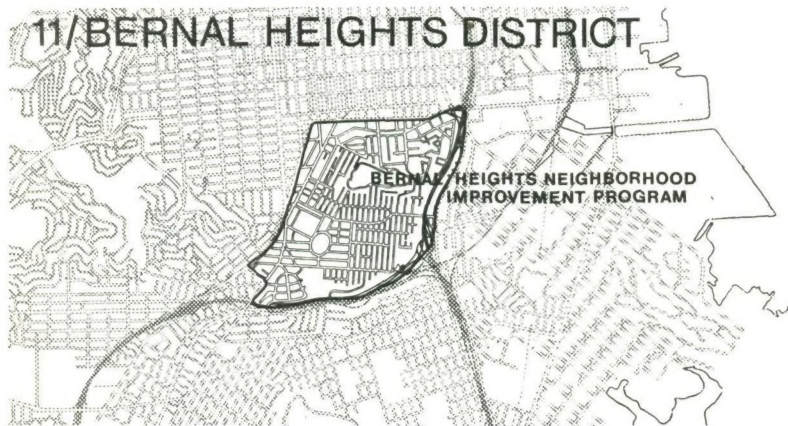 11/BERNAL HEIGHTS DISTRICT
BERNAL HEIGHTS NEIGHBORHOOD
IMPROVEMENT PROGRAM